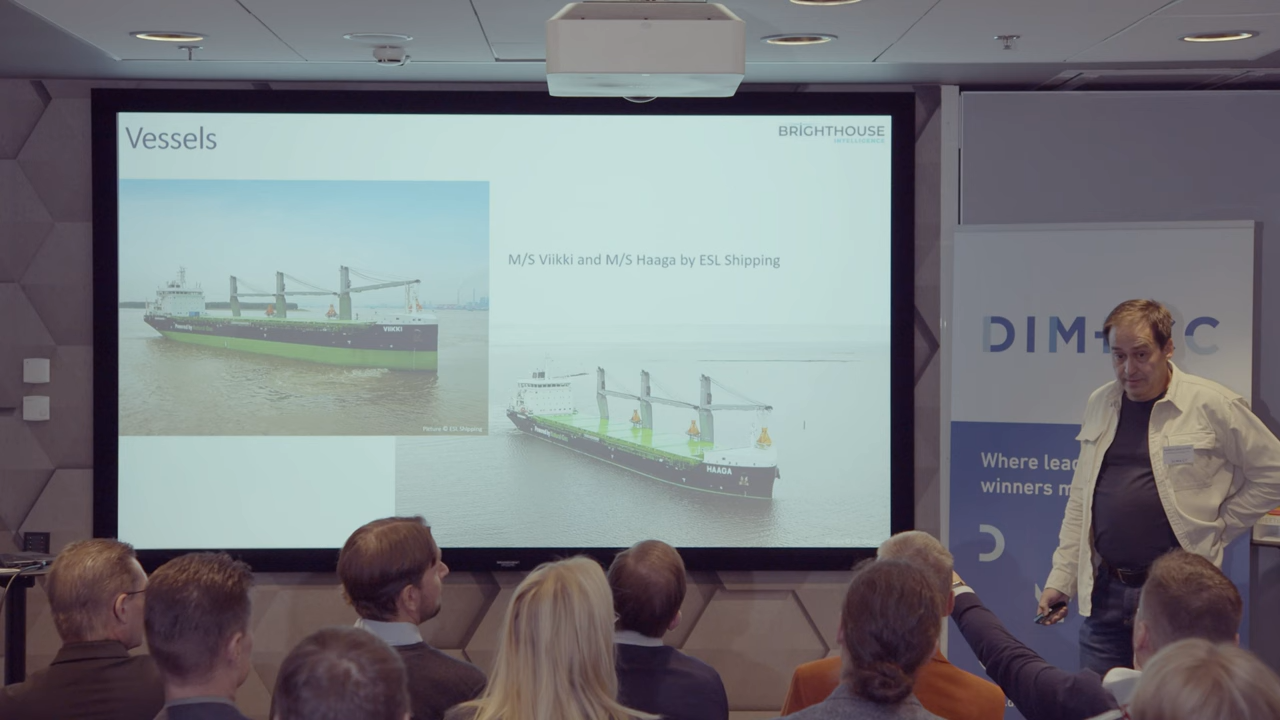 Vessels
BRIGHTHOUSE
INTELLIGENCE
M/S Viikki and M/S Haaga by ESL Shipping
VIIKKI
Picture © ESL Shipping
HAAGA
DIM
C
Where lead
winners m